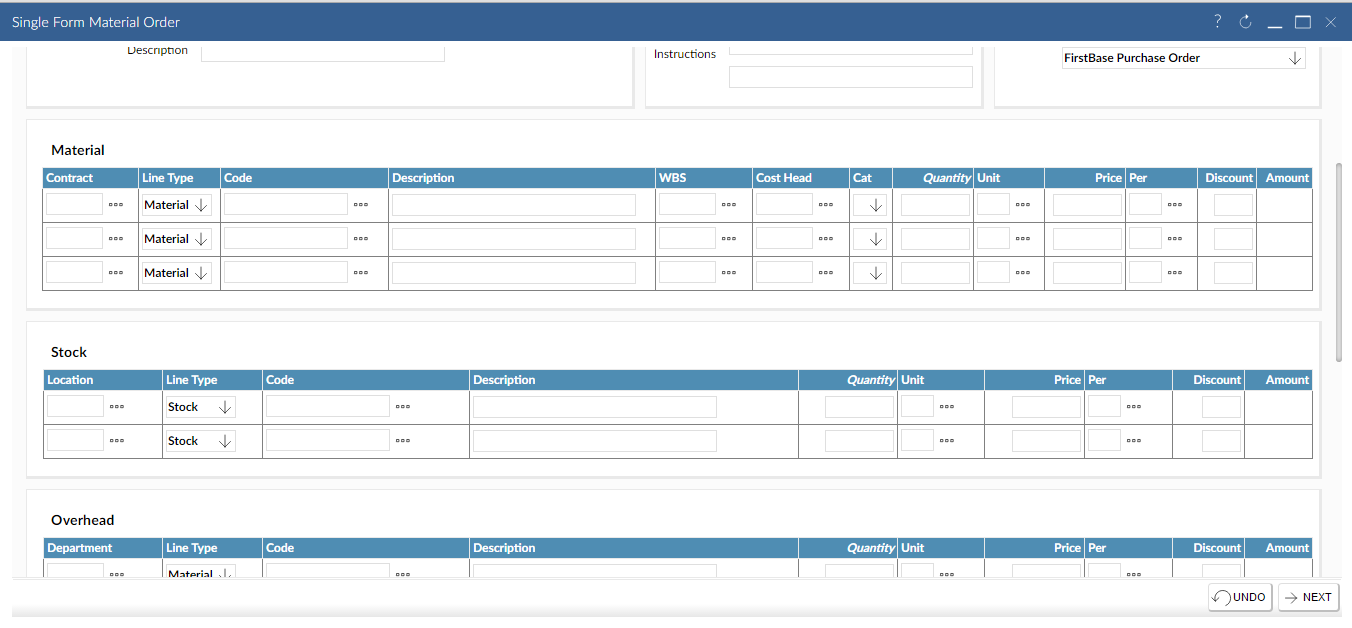 Single Form Material Order
?
Description
Instructions
FirstBase Purchase Order
Material
Contract Line Type Code Description WBS Cost Head Cat Quantity Unit Price Per Discount Amount
Material
Material
Material
Stock
Location Line Type Code Description Quantity Unit Price Per Discount Amount
Stock
Stock
Overhead
Department Line Type Code Description Quantity Unit Price Per Discount Amount
Material
UNDO NEXT